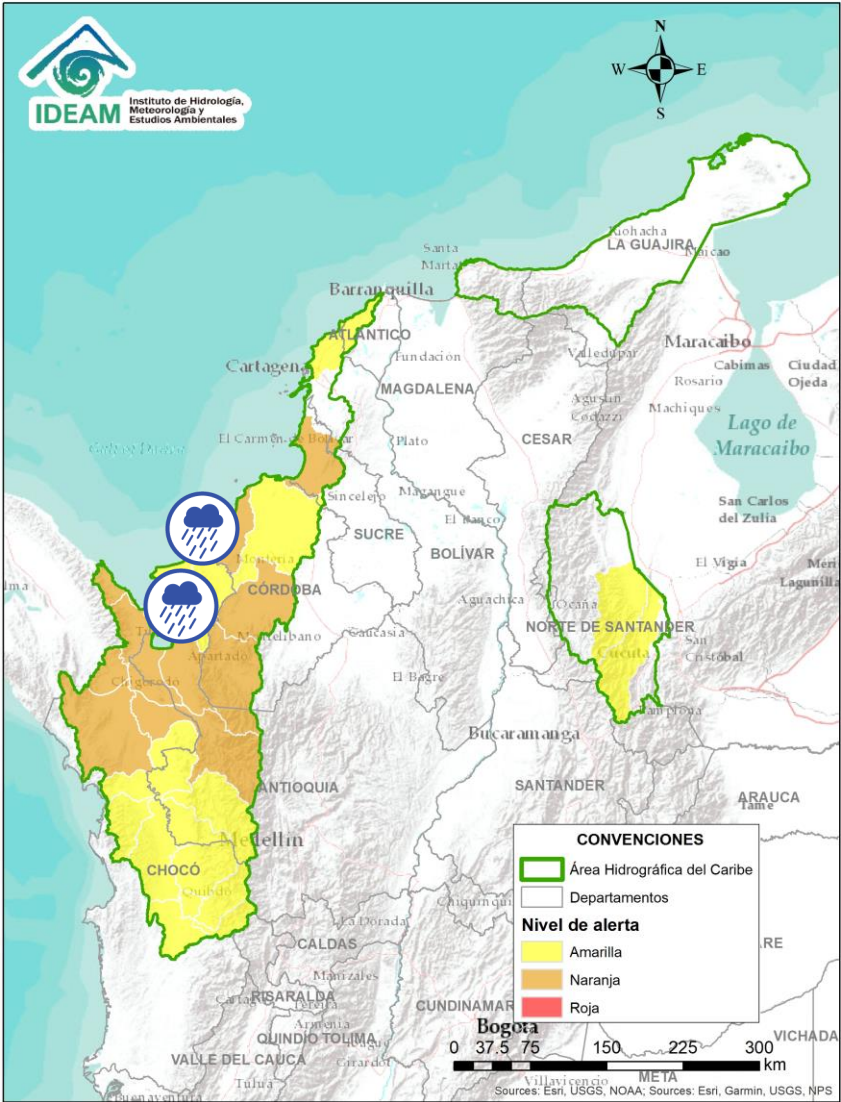 N
W
E
S
IDEAM
Instituto de Hidrología,
Meteorología y
Estudios Ambientales
Riohacha
LA GUAJIRA
Maicao
Santa
Marta
Barranquilla
ATLÁNTICO
Cartagena
Fundación
Valledupar
Maracaibo
Cabimas
Ciudad
Ojeda
MAGDALENA
Rosario
Machiques
Agustín
Codazzi
Lago de
Maracaibo
El Carmen de Bolívar
Plato
CESAR
Sincelejo
Magangue
San Carlos
del Zulia
SUCRE
El Banco
BOLÍVAR
Montería
El Vigía
CÓRDOBA
Aguachica
Ocaña
NORTE DE SANTANDER
Caucasia
San
Cristóbal
Cúcuta
Apartadó
El Bagre
Chigorodó
Bucaramanga
ANTIOQUIA
SANTANDER
ARAUCA
Tame
Medellín
CHOCÓ
Quibdó
La Dorada
CALDAS
Manizales
RISARALDA
Pereira
Armenia
QUINDÍO
TOLIMA
Ibagué
Girardot
VALLE DEL CAUCA
Tuluá
Buenaventura
CUNDINAMAR
Bogotá
Villavicencio
META
VICHADA
CONVENCIONES
Área Hidrográfica del Caribe
Departamentos
Nivel de alerta
Amarilla
Naranja
Roja
0 37.5 75 150 225 300
km
Sources: Esri, USGS, NOAA; Sources: Esri, Garmin, USGS, NPS